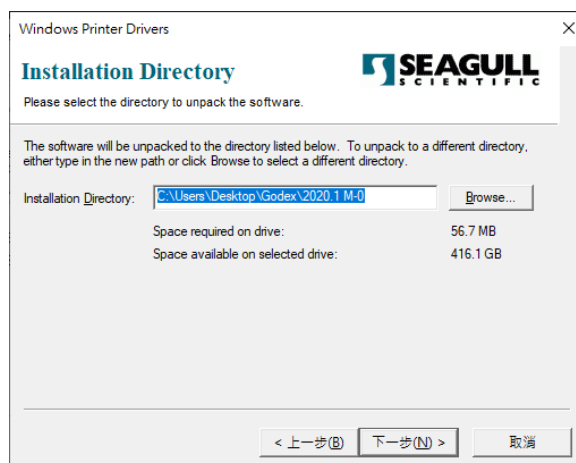 Windows Printer Drivers
Installation Directory
SEAGULL
SCIENTIFIC
Please select the directory to unpack the software.
The software will be unpacked to the directory listed below.  To unpack to a different directory,
either type in the new path or click Browse to select a different directory.
Installation Directory: C:\Users\Desktop\Godex\2020.1 M-0 Browse...
Space required on drive: 56.7 MB
Space available on selected drive: 416.1 GB
< 上一步(B) 下一步(N) > 取消